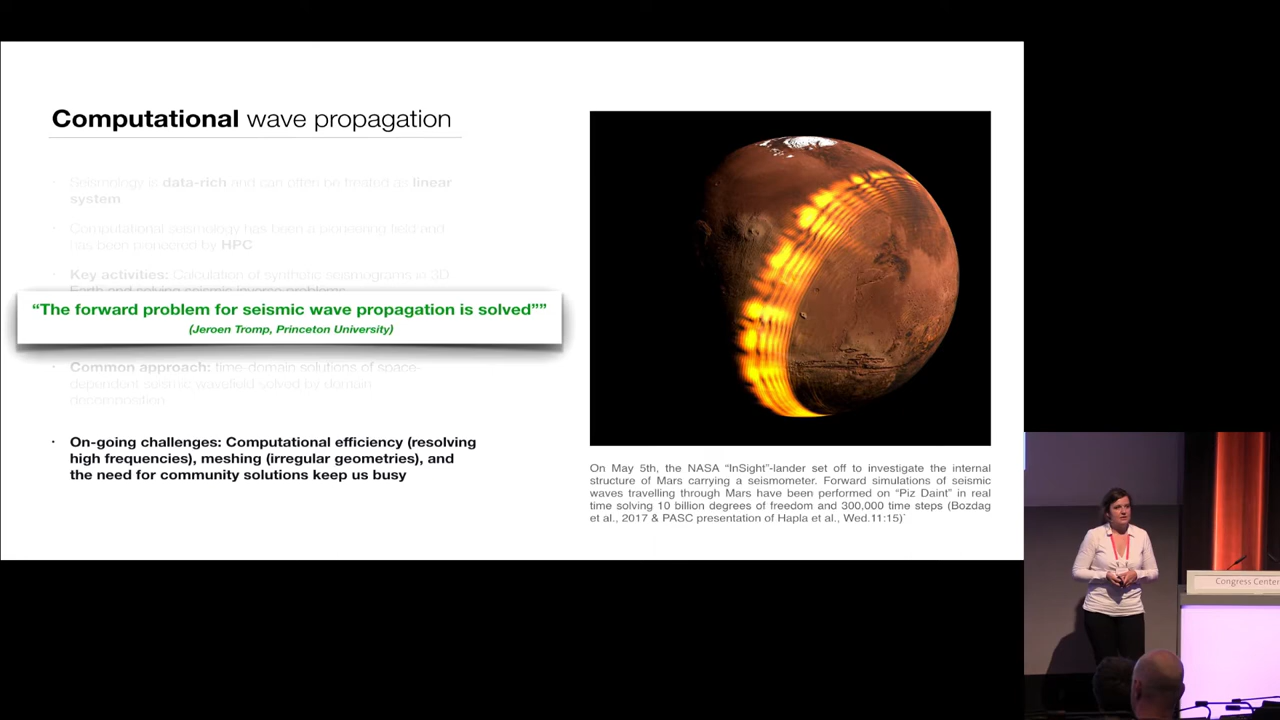 Computational wave propagation
· Seismology is data-rich and can often be treated as linear
system
· Computational seismology has been a pioneering field and
has been pioneered by HPC
· Key activities: Calculation of synthetic seismograms in 3D
Earth and solving seismic inverse problems
“The forward problem for seismic wave propagation is solved””
(Jeroen Tromp, Princeton University)
Common approach: time-domain solutions of space-
dependent seismic wavefield solved by domain
decomposition
· On-going challenges: Computational efficiency (resolving
high frequencies), meshing (irregular geometries), and
the need for community solutions keep us busy
On May 5th, the NASA “InSight”-lander set off to investigate the internal
structure of Mars carrying a seismometer. Forward simulations of seismic
waves travelling through Mars have been performed on “Piz Daint” in real
time solving 10 billion degrees of freedom and 300,000 time steps (Bozdag
et al., 2017 & PASC presentation of Hapla et al., Wed.11:15)`
Congress Center